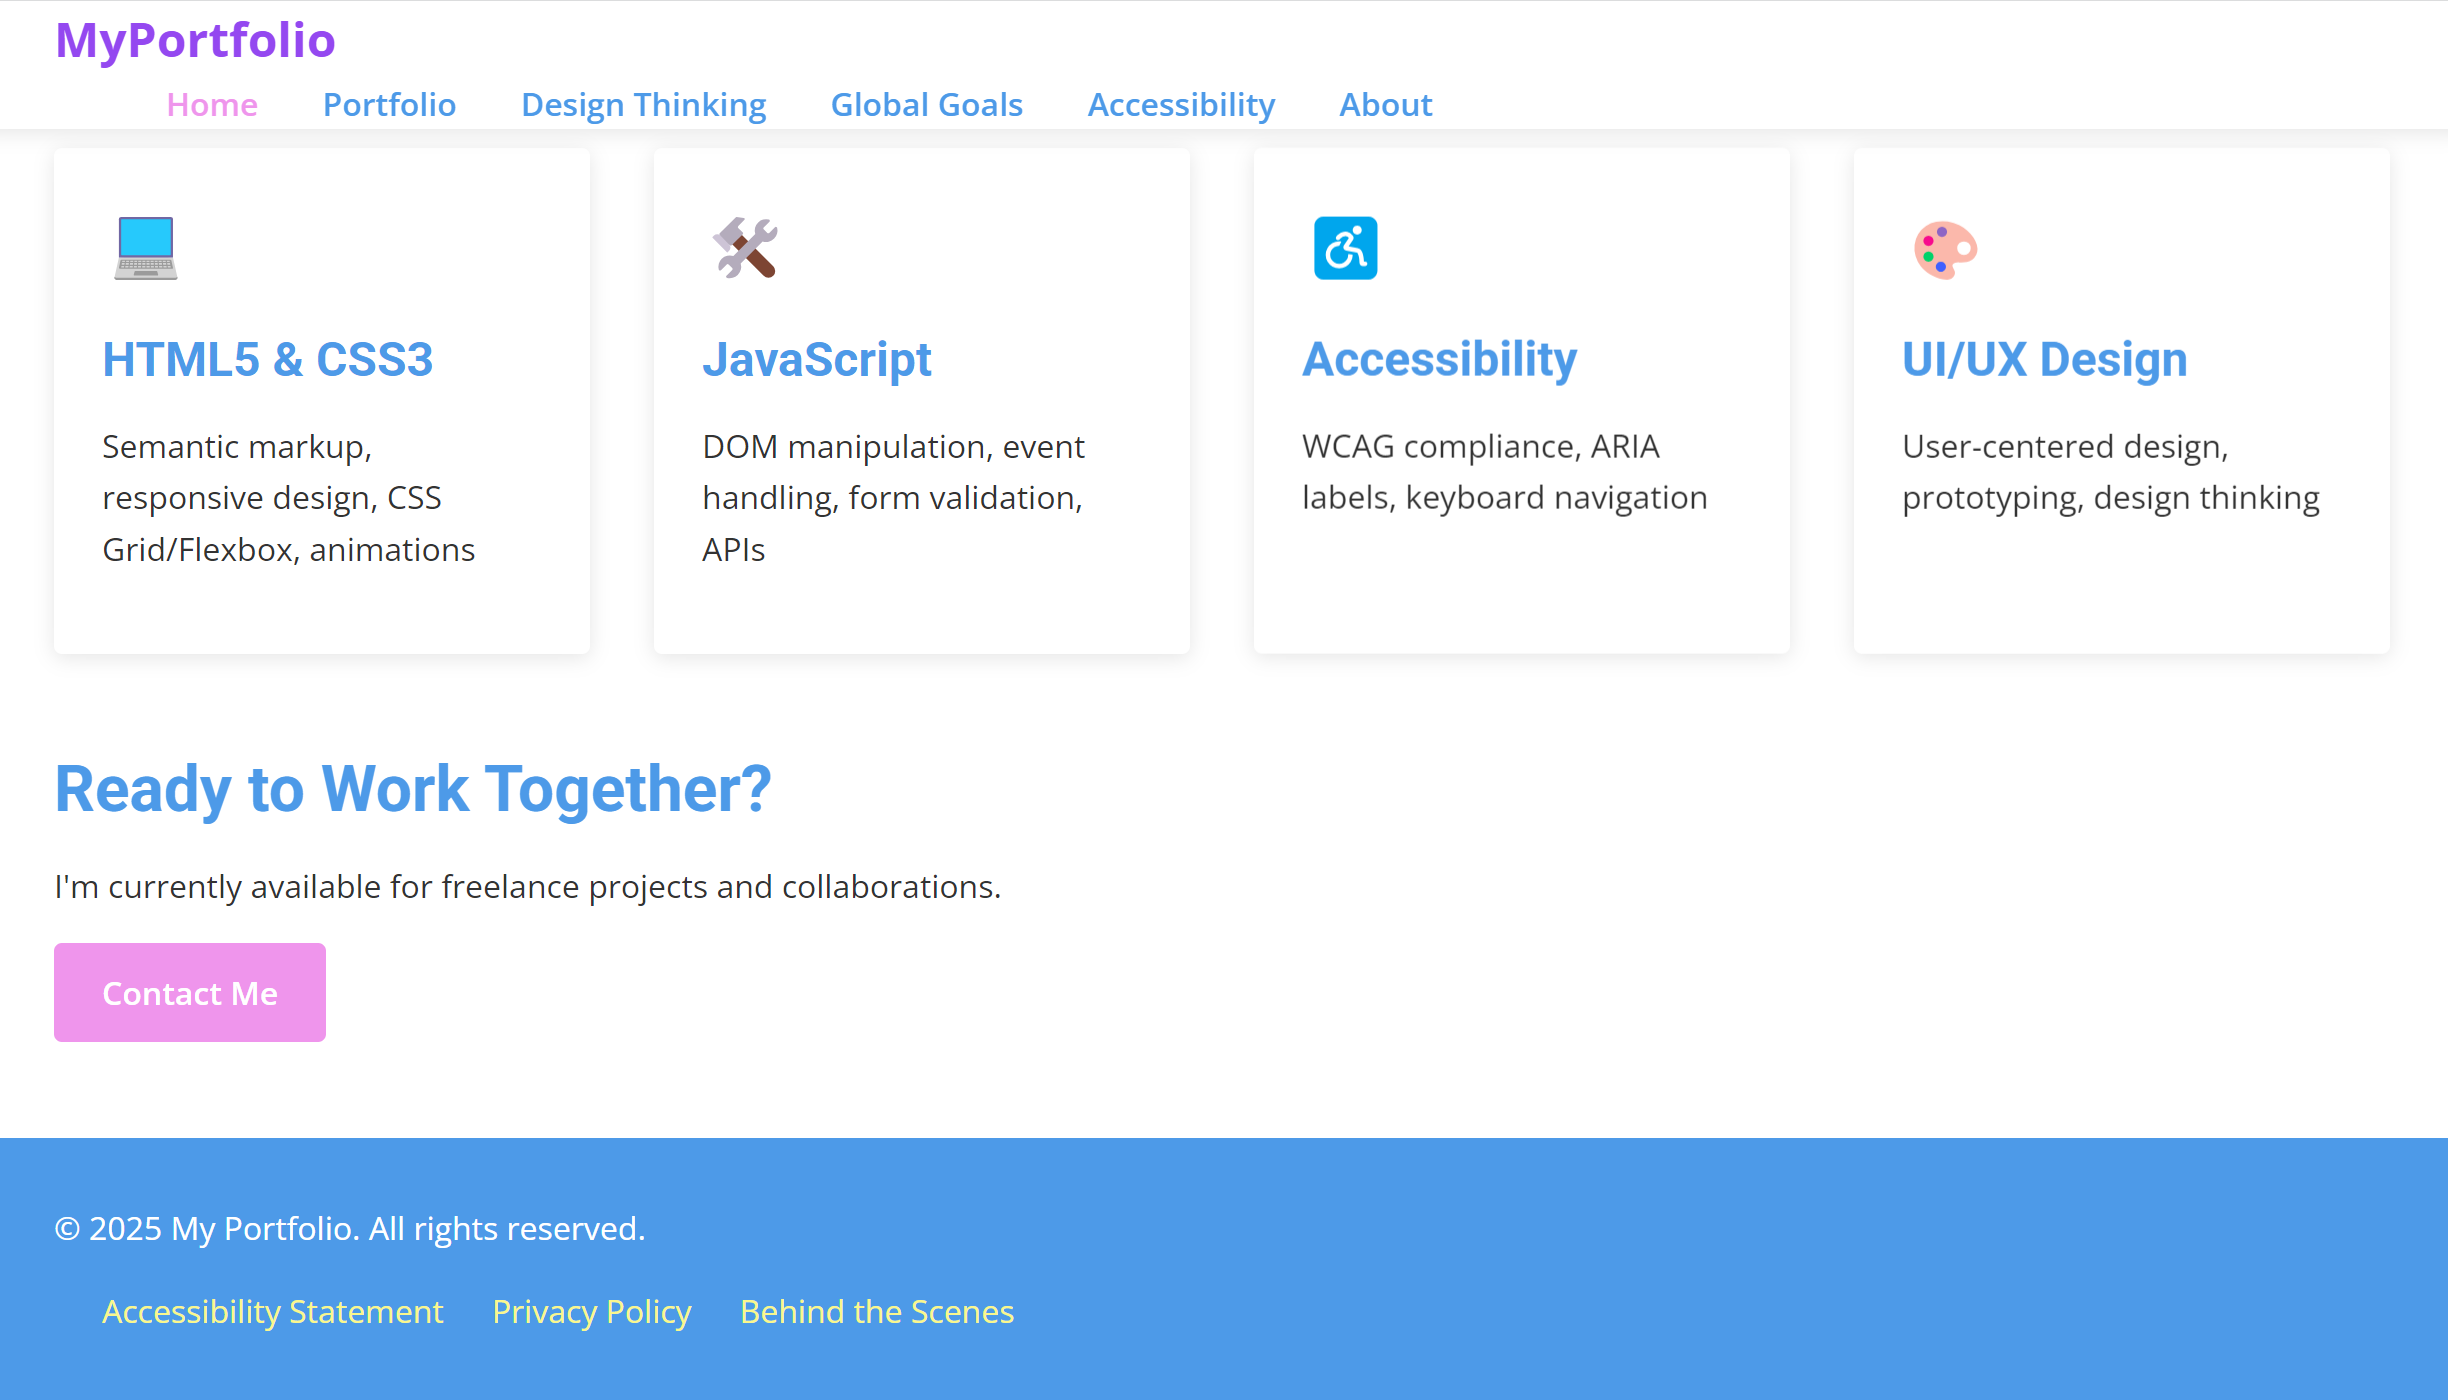 MyPortfolio
Home Portfolio Design Thinking Global Goals Accessibility About
HTML5 & CSS3
Semantic markup,
responsive design, CSS
Grid/Flexbox, animations
JavaScript
DOM manipulation, event
handling, form validation,
APIs
Accessibility
WCAG compliance, ARIA
labels, keyboard navigation
UI/UX Design
User-centered design,
prototyping, design thinking
Ready to Work Together?
I'm currently available for freelance projects and collaborations.
Contact Me
© 2025 My Portfolio. All rights reserved.
Accessibility Statement Privacy Policy Behind the Scenes